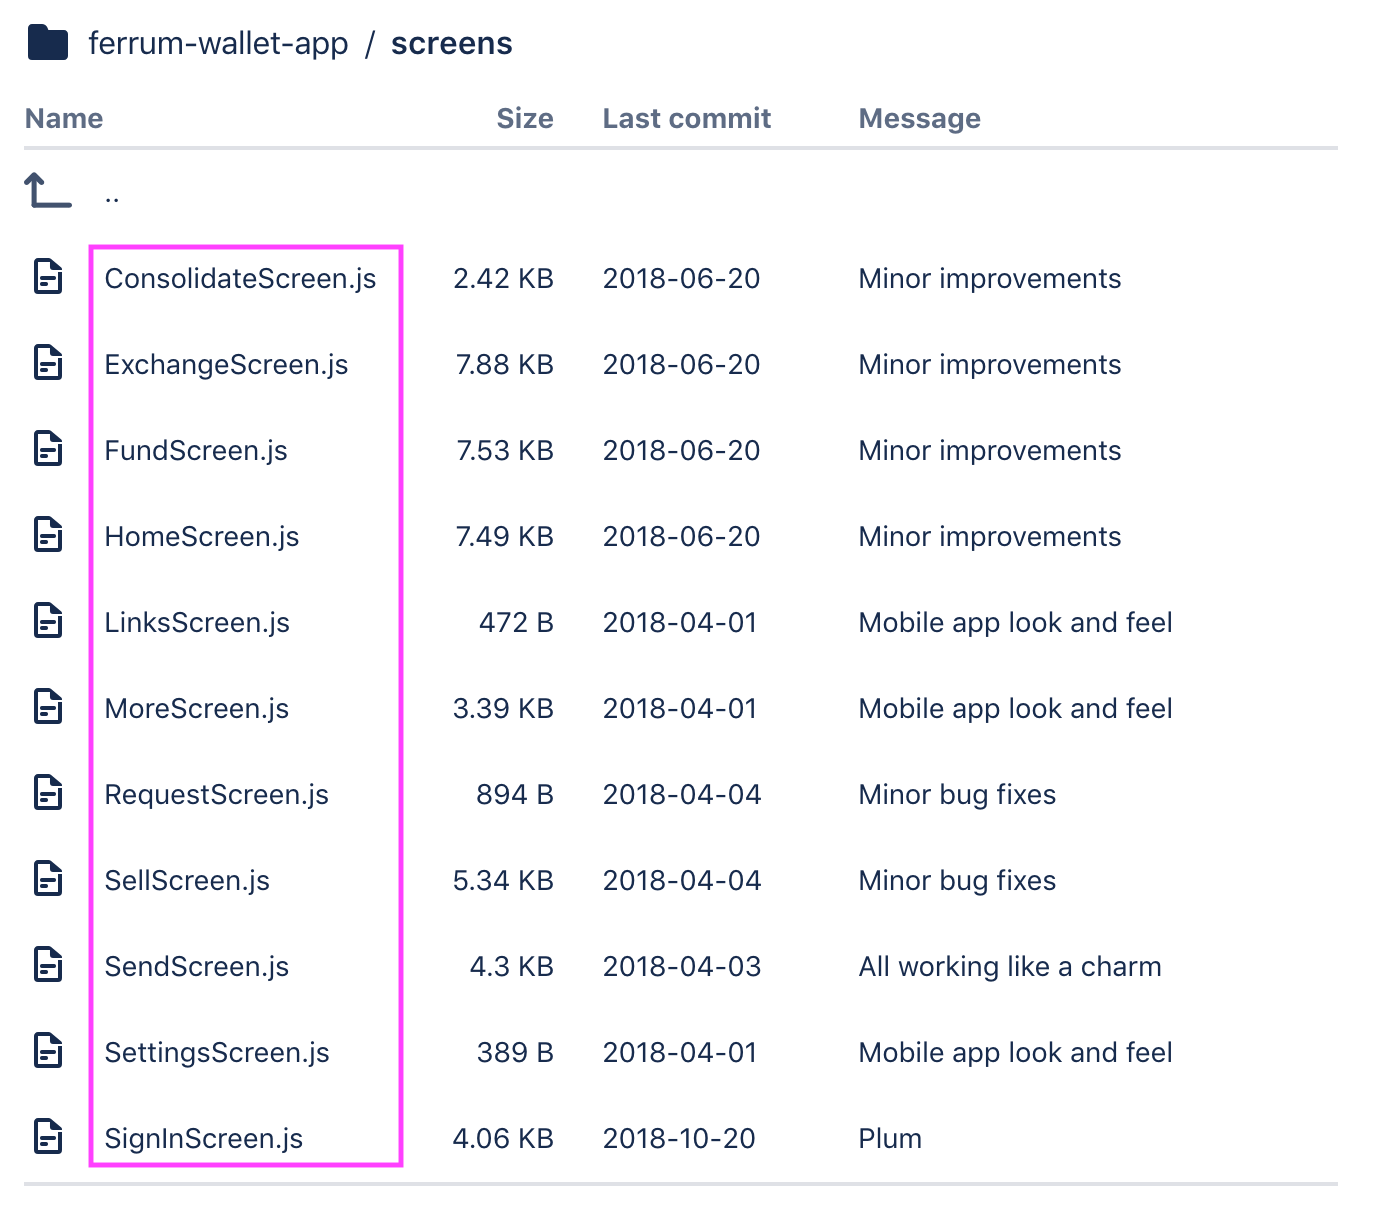 ferrum-wallet-app / screens
Name Size Last commit Message
..
ConsolidateScreen.js 2.42 KB 2018-06-20 Minor improvements
ExchangeScreen.js 7.88 KB 2018-06-20 Minor improvements
FundScreen.js 7.53 KB 2018-06-20 Minor improvements
HomeScreen.js 7.49 KB 2018-06-20 Minor improvements
LinksScreen.js 472 B 2018-04-01 Mobile app look and feel
MoreScreen.js 3.39 KB 2018-04-01 Mobile app look and feel
RequestScreen.js 894 B 2018-04-04 Minor bug fixes
SellScreen.js 5.34 KB 2018-04-04 Minor bug fixes
SendScreen.js 4.3 KB 2018-04-03 All working like a charm
SettingsScreen.js 389 B 2018-04-01 Mobile app look and feel
SignInScreen.js 4.06 KB 2018-10-20 Plum